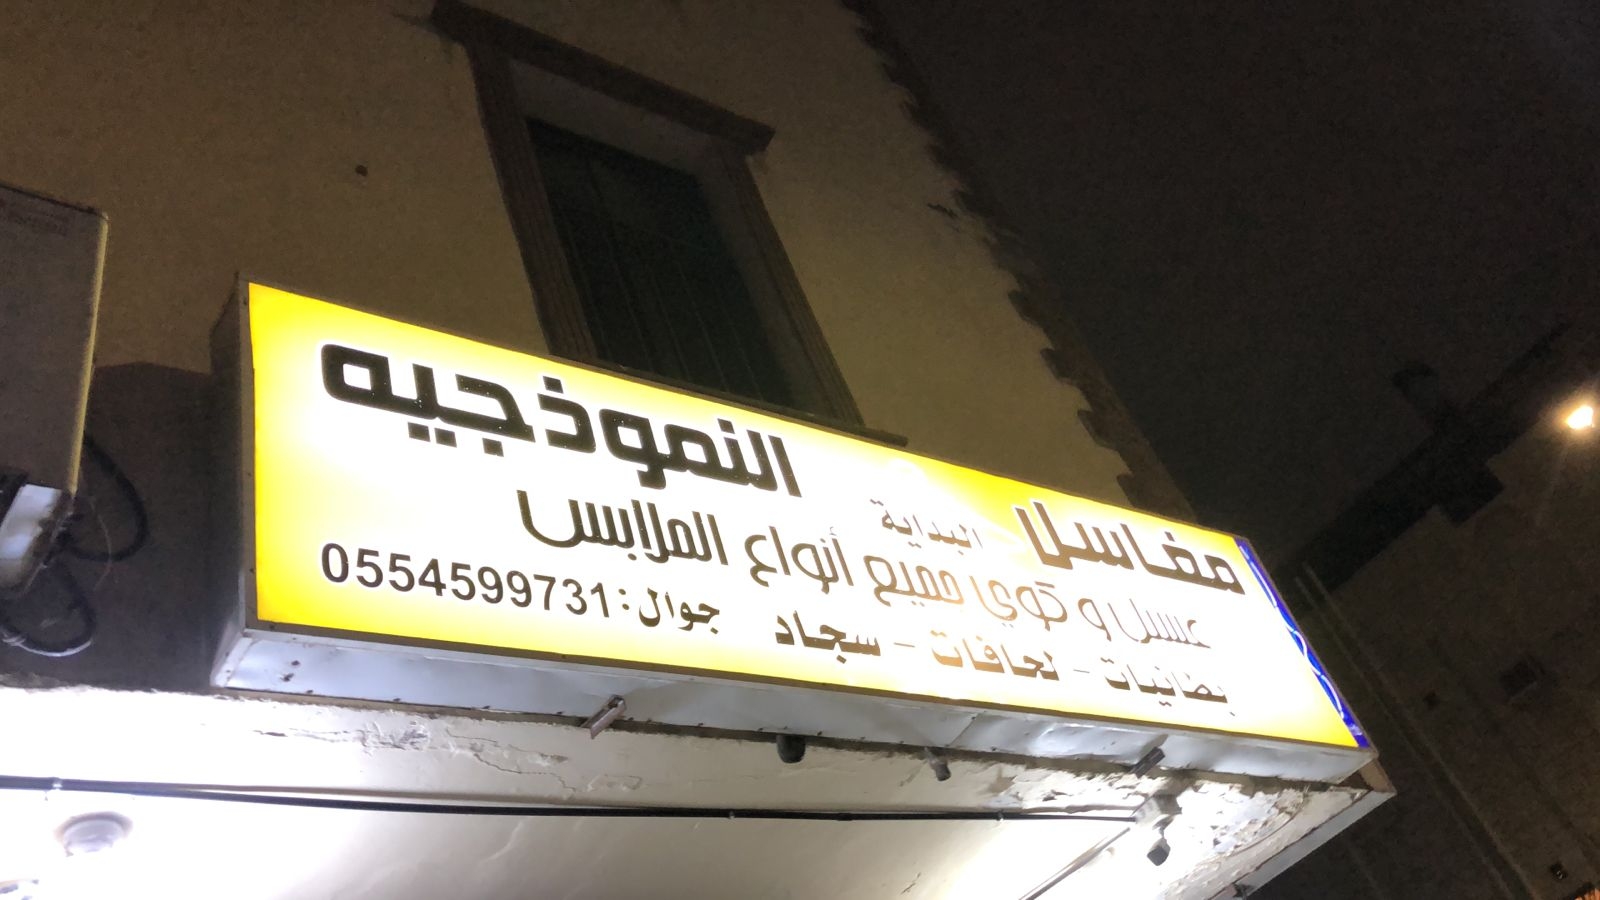 مغاسل البداية النموذجيه
غسيل و كوي جميع أنواع الملابس
بطانيات - لحافات - سجاد جوال: 0554599731